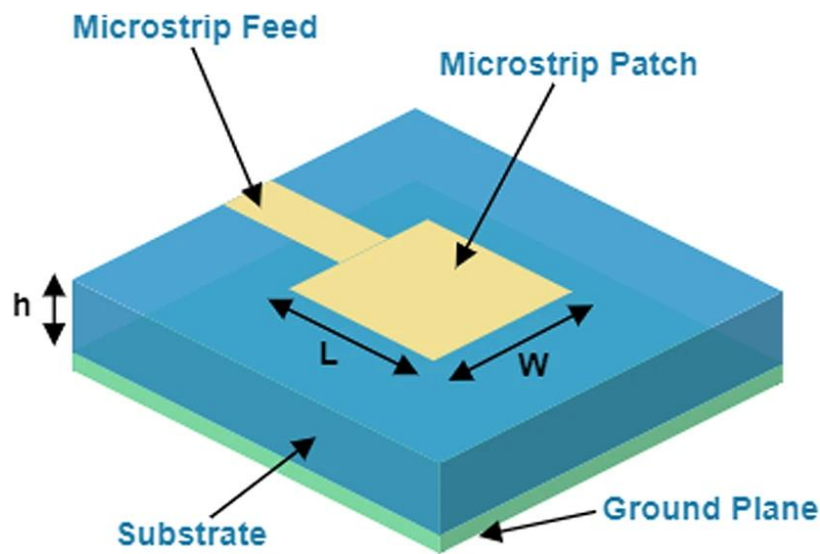 Microstrip Feed
Microstrip Patch
h
L
W
Substrate
Ground Plane